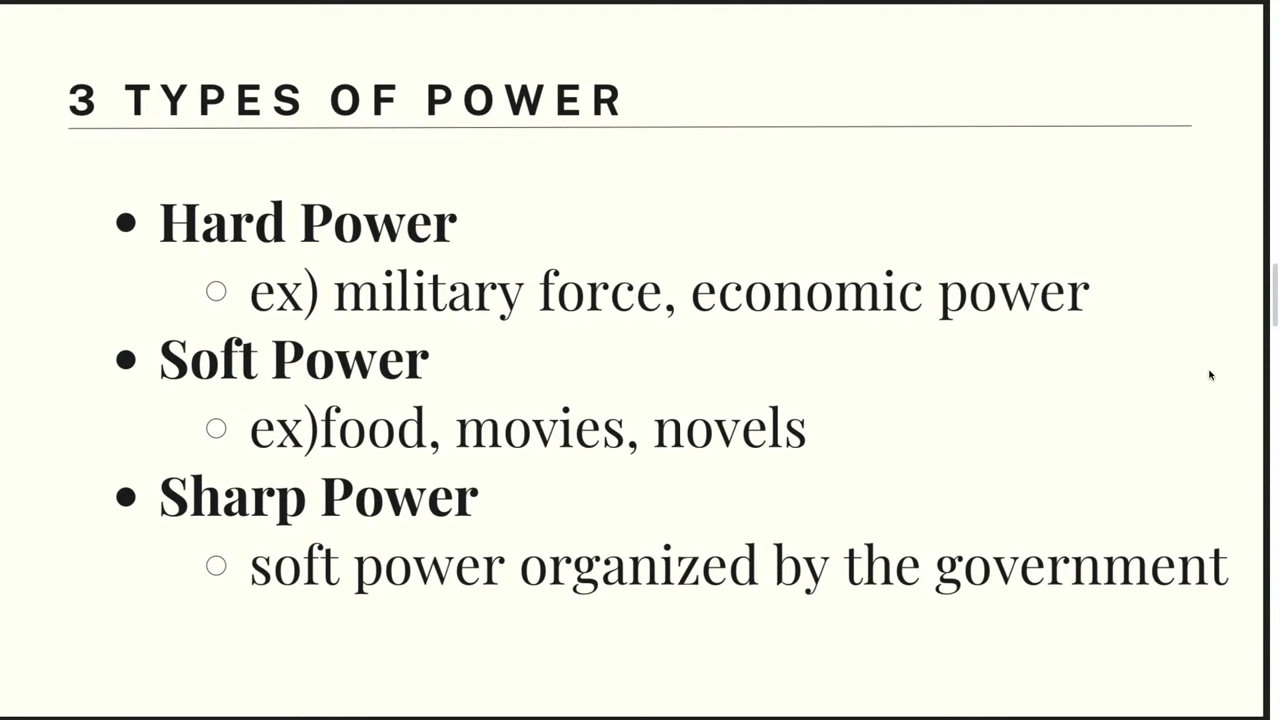 3 TYPES OF POWER
Hard Power
ex) military force, economic power
Soft Power
ex)food, movies, novels
Sharp Power
soft power organized by the government